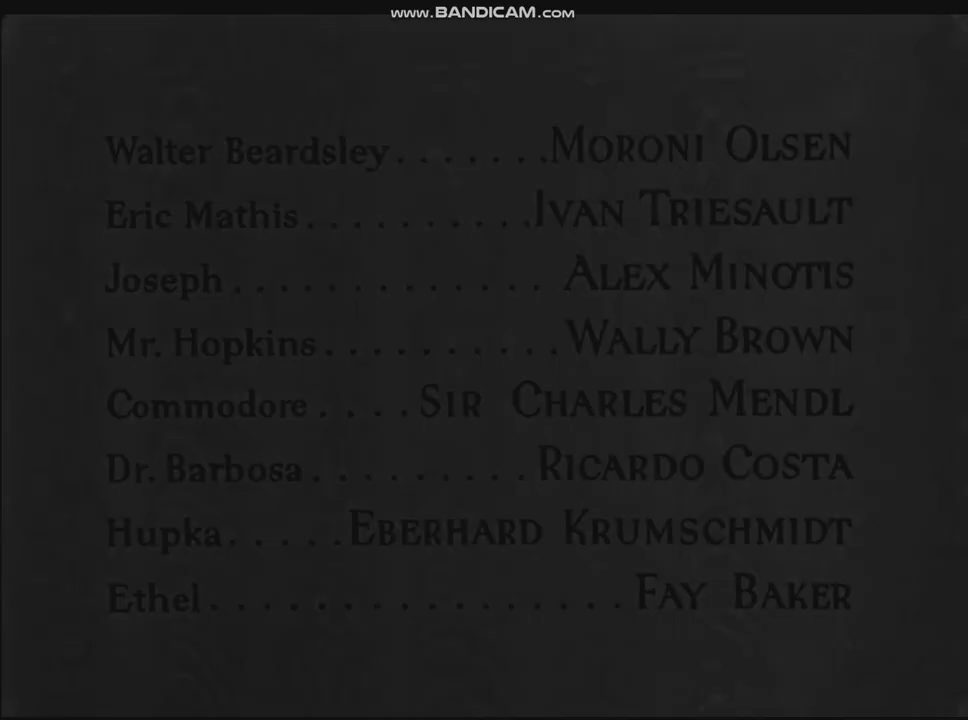 www.BANDICAM.com
Walter Beardsley.......MORONI OLSEN
Eric Mathis..........IVAN TRIESAULT
Joseph.............ALEX MINOTIS
Mr. Hopkins..........WALLY BROWN
Commodore....SIR CHARLES MENDL
Dr. Barbosa.........RICARDO COSTA
Hupka.....EBERHARD KRUMSCHMIDT
Ethel................FAY BAKER